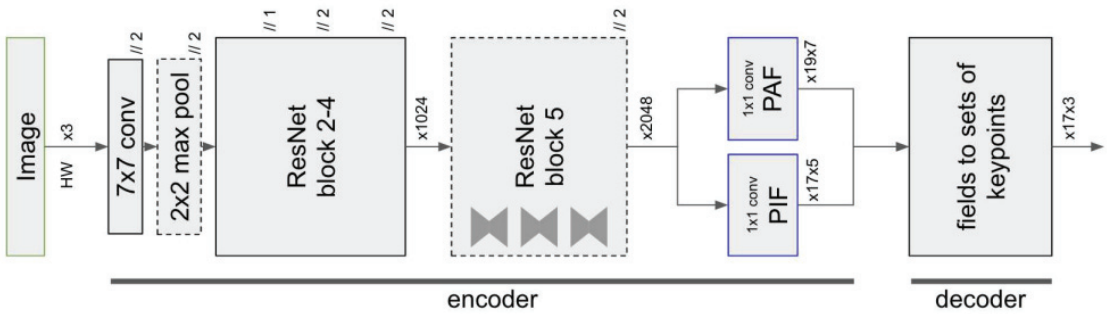 Image
x3
HW
7x7 conv
// 2
2x2 max pool
// 2
// 1
// 2
// 2
ResNet
block 2-4
x1024
// 2
ResNet
block 5
x2048
1x1 conv
PAF
x19x7
1x1 conv
PIF
x17x5
fields to sets of
keypoints
x17x3
encoder
decoder